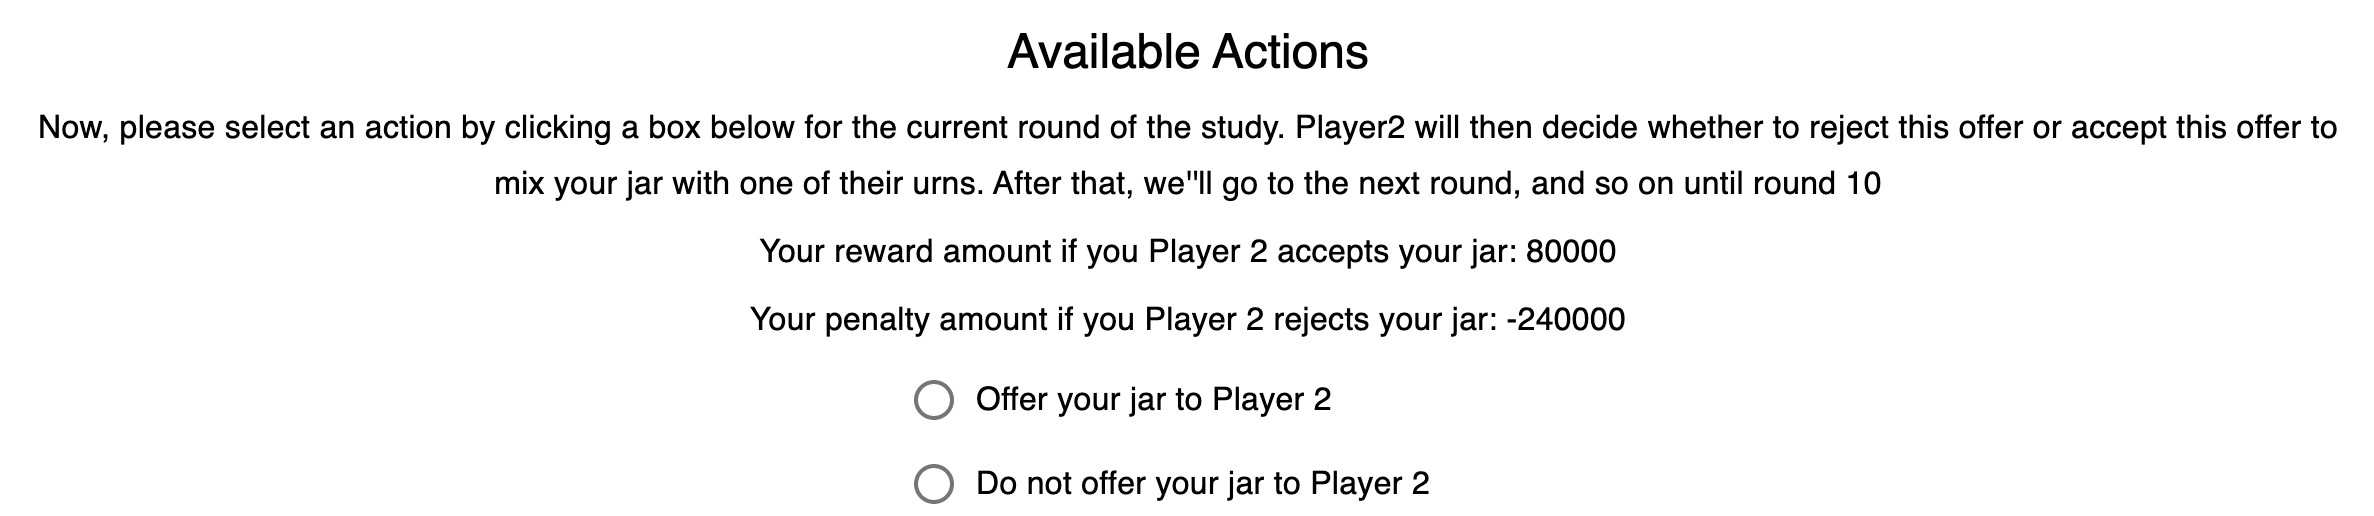 Available Actions
Now, please select an action by clicking a box below for the current round of the study. Player2 will then decide whether to reject this offer or accept this offer to
mix your jar with one of their urns. After that, we"ll go to the next round, and so on until round 10
Your reward amount if you Player 2 accepts your jar: 80000
Your penalty amount if you Player 2 rejects your jar: -240000
Offer your jar to Player 2
Do not offer your jar to Player 2